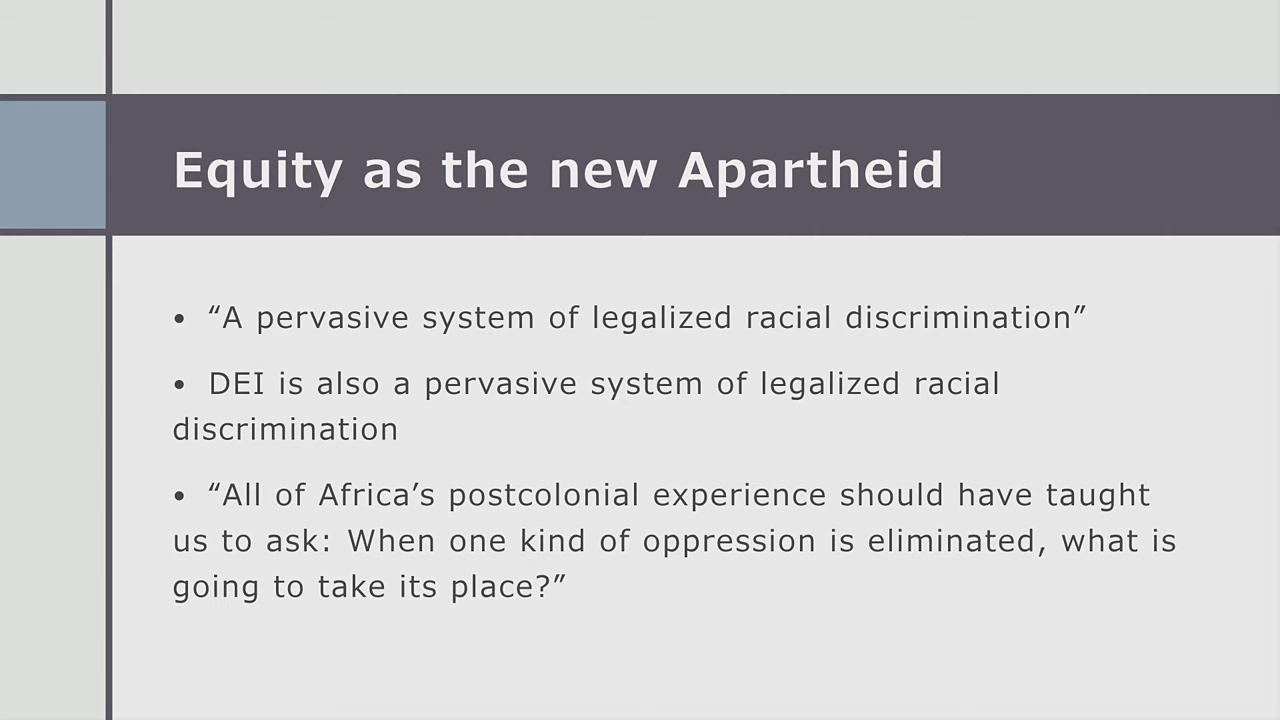 Equity as the new Apartheid
• “A pervasive system of legalized racial discrimination”
• DEI is also a pervasive system of legalized racial
discrimination
• “All of Africa’s postcolonial experience should have taught
us to ask: When one kind of oppression is eliminated, what is
going to take its place?”